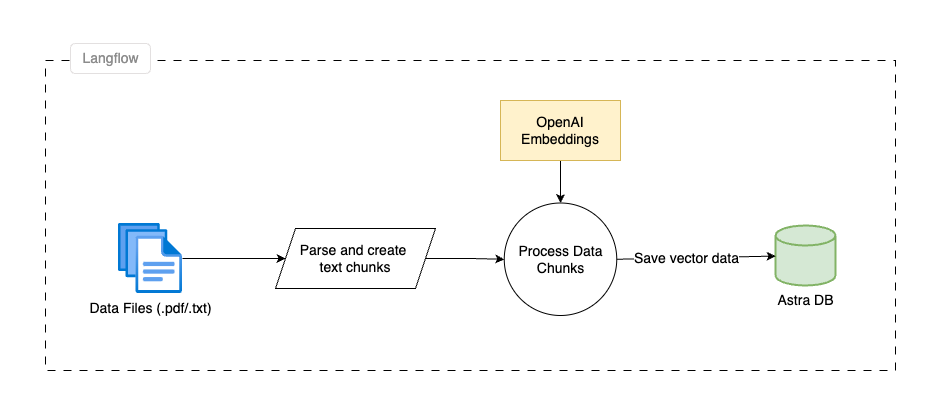 Langflow
OpenAI
Embeddings
Parse and create
text chunks
Process Data
Chunks
Save vector data
Data Files (.pdf/.txt)
Astra DB